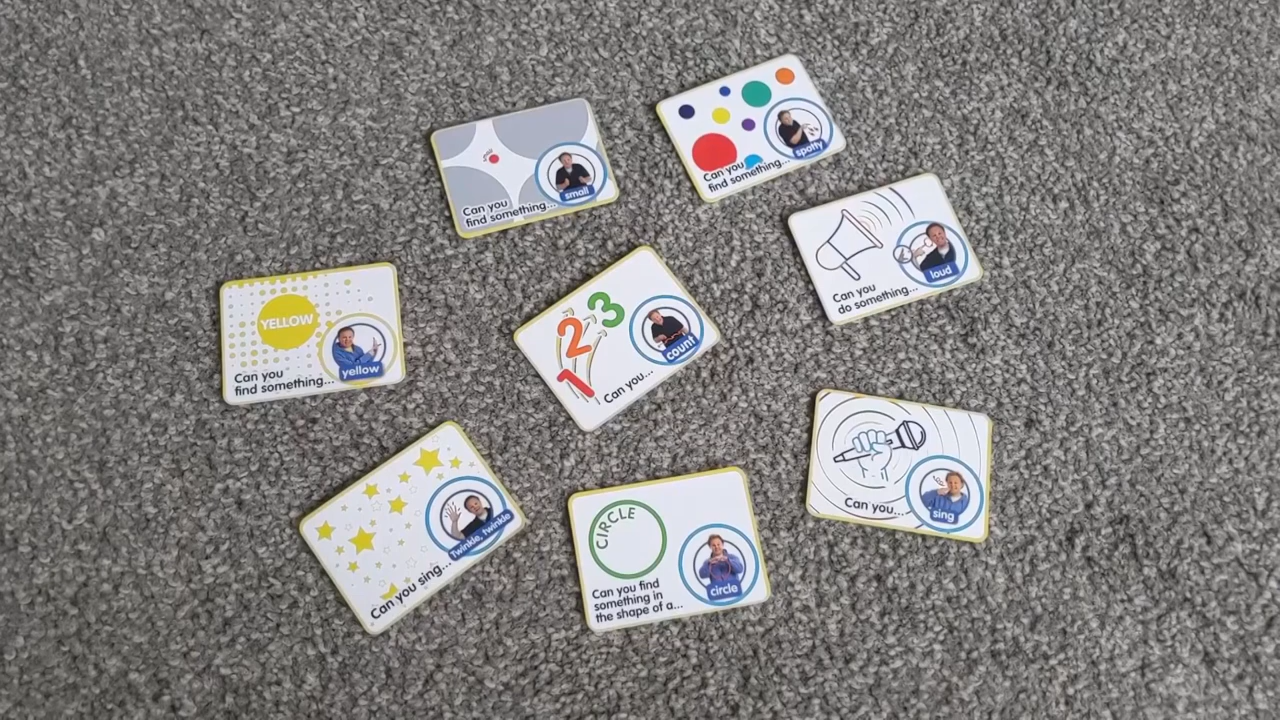 small
Can you
find something...
small
Can you
find something...
spotty
Can you
do something...
loud
YELLOW
Can you
find something...
yellow
1 2 3
Can you...
count
Can you...
sing
Can you sing...
Twinkle, twinkle
CIRCLE
Can you find
something in
the shape of a...
circle